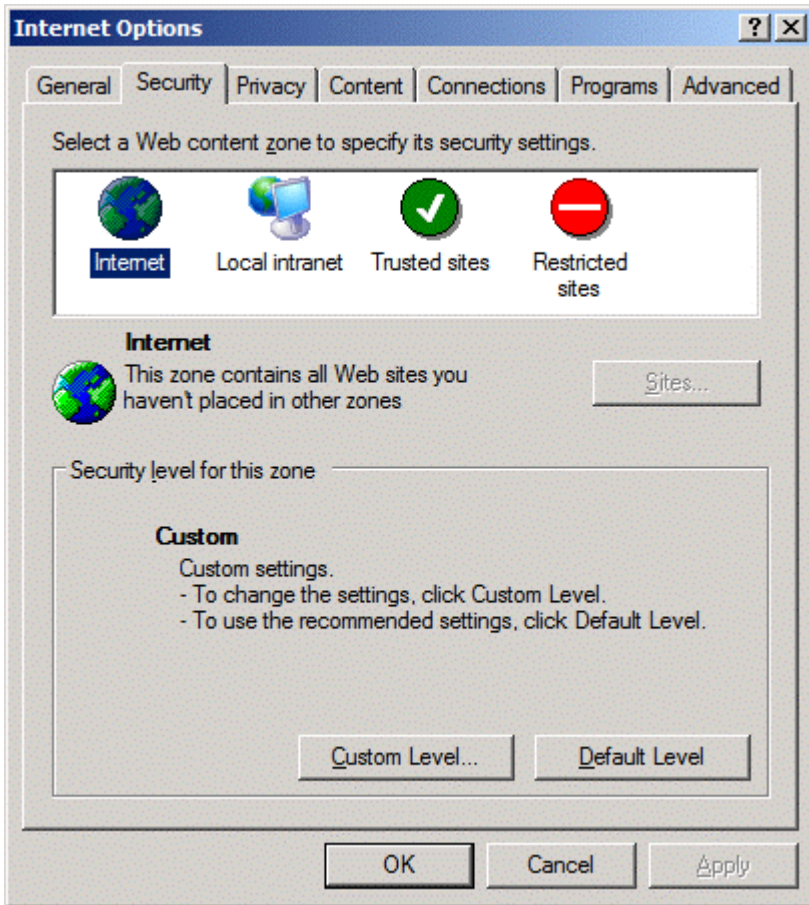 Internet Options
General Security Privacy Content Connections Programs Advanced
Select a Web content zone to specify its security settings.
Internet Local intranet Trusted sites Restricted
sites
Internet
This zone contains all Web sites you
haven't placed in other zones
Sites...
Security level for this zone
Custom
Custom settings.
- To change the settings, click Custom Level.
- To use the recommended settings, click Default Level.
Custom Level... Default Level
OK Cancel Apply